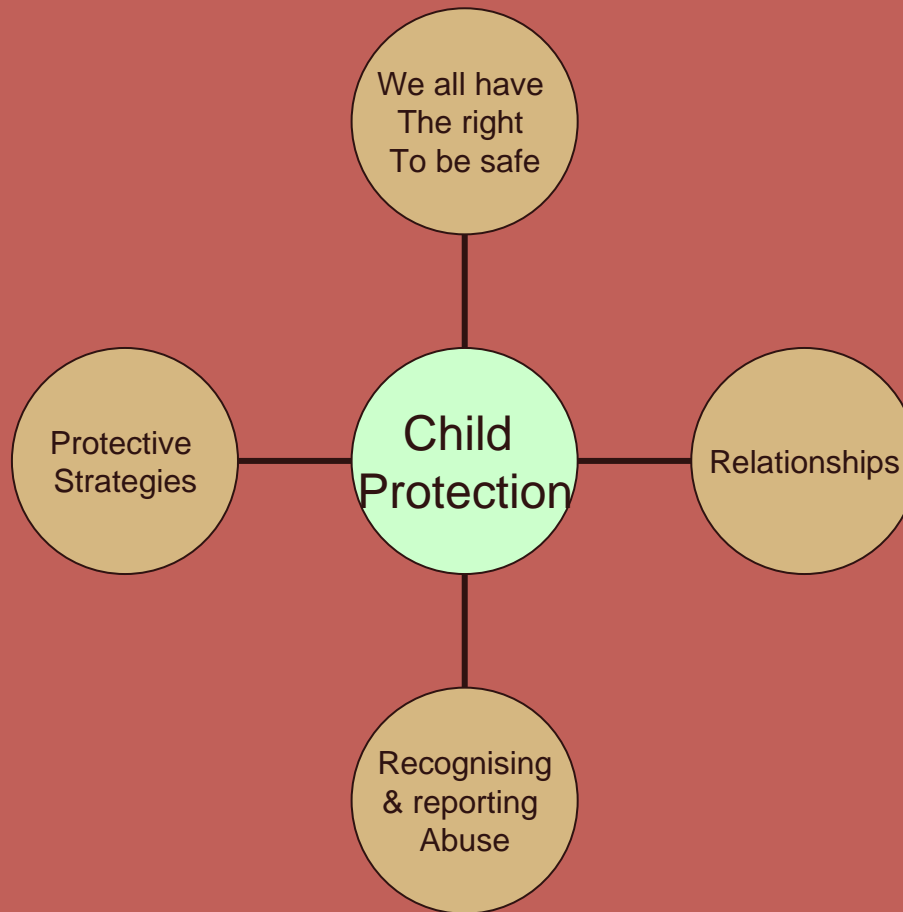 We all have
The right
To be safe
Protective
Strategies
Child
Protection
Relationships
Recognising
& reporting
Abuse